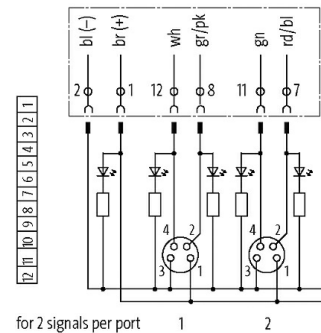 bl (–) br (+) wh gr/pk gn rd/bl
2 1 12 8 11 7
12 11 10 9 8 7 6 5 4 3 2 1
4 2 4 2
3 1 3 1
for 2 signals per port 1 2